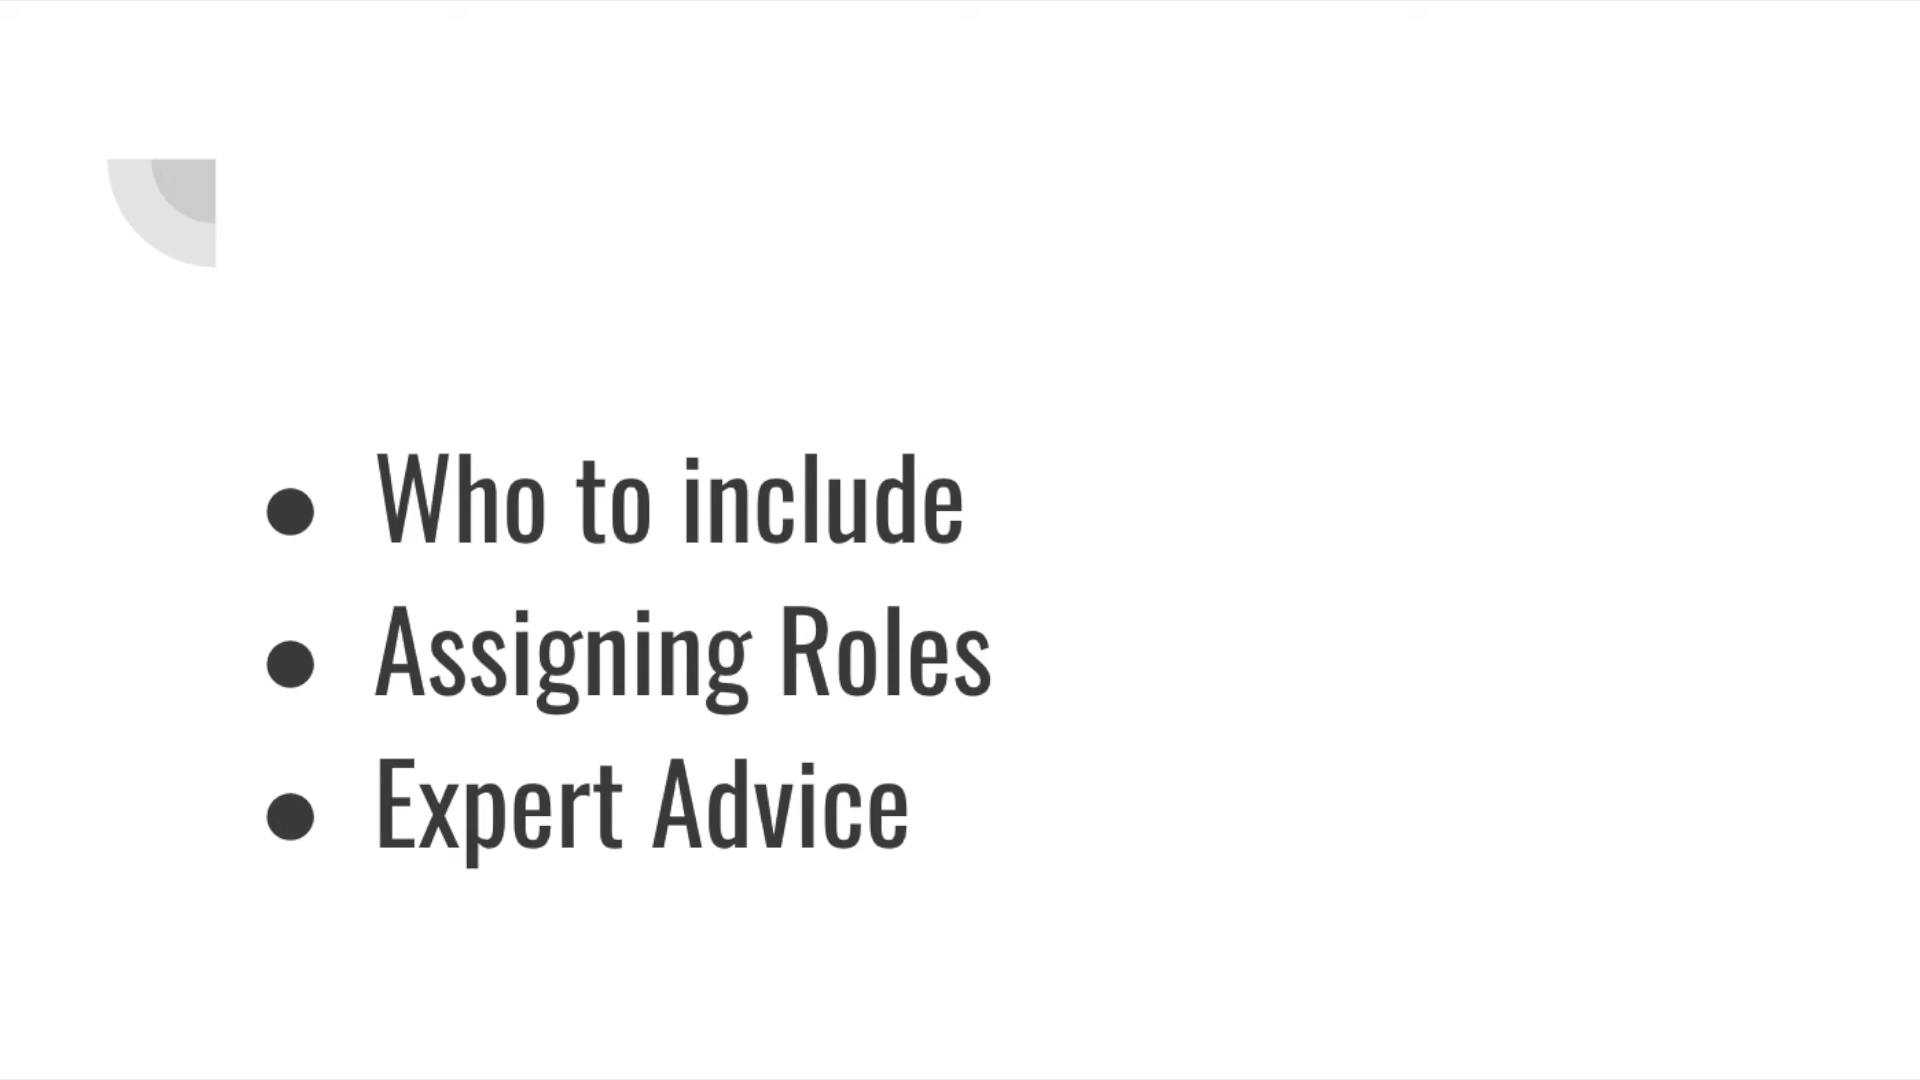 ● Who to include
● Assigning Roles
● Expert Advice